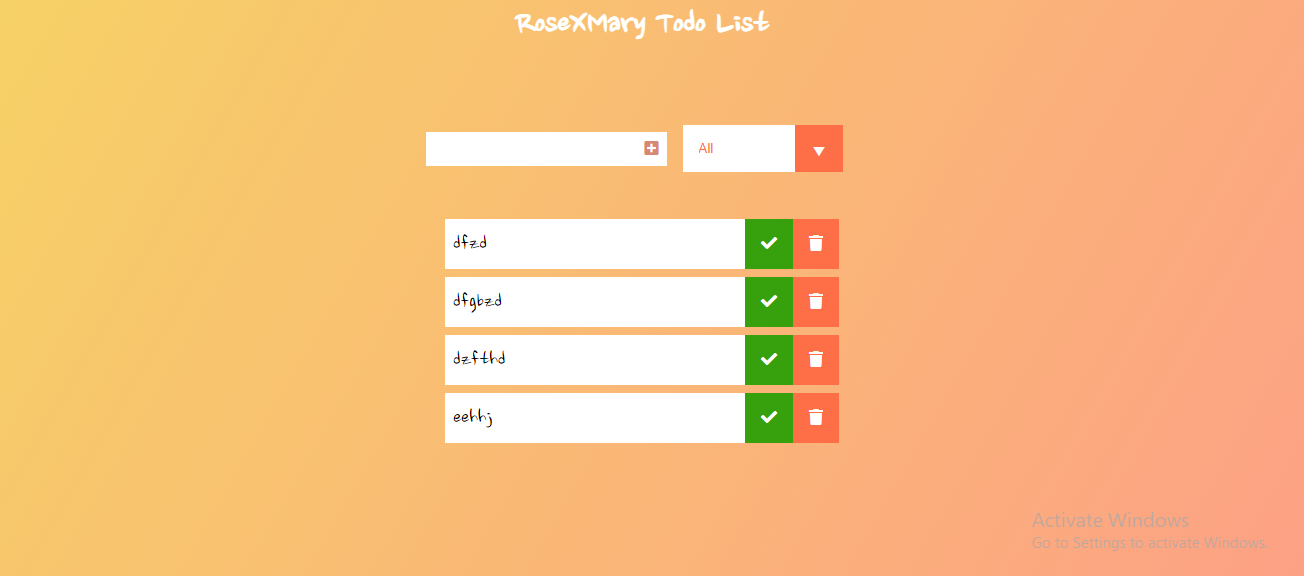 RoseXMary Todo List
All
dfzd
dfgbzd
dzfthd
eehhj
Activate Windows
Go to Settings to activate Windows.